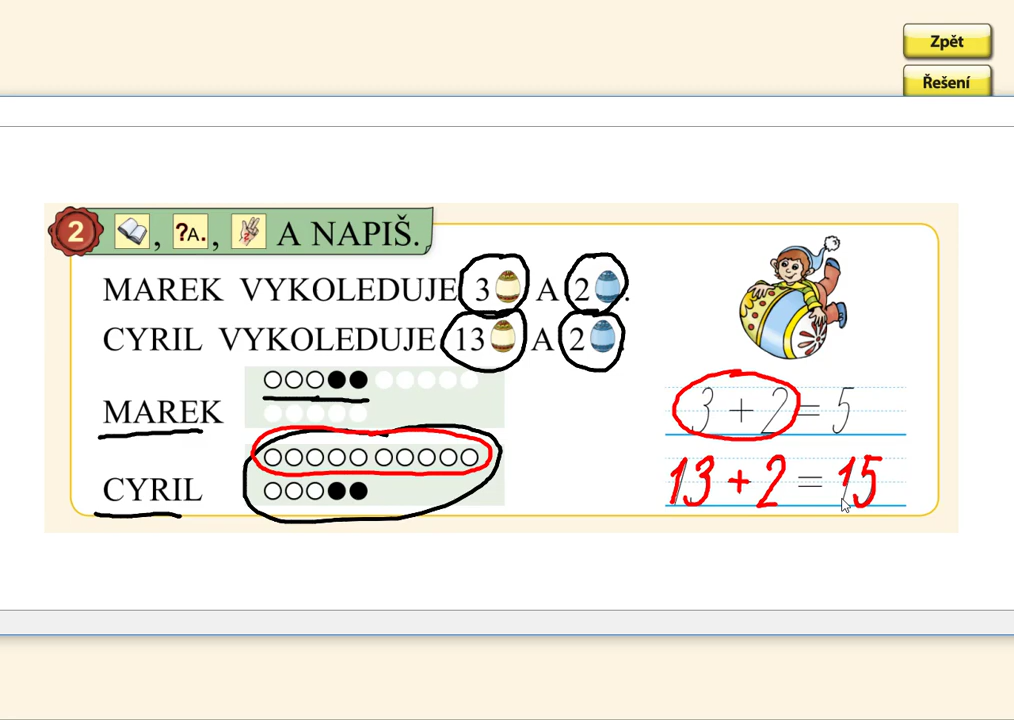 Zpět
Řešení
2 , ?A. , A NAPIŠ.
MAREK VYKOLEDUJE 3 A 2 .
CYRIL VYKOLEDUJE 13 A 2 .
MAREK
3 + 2 = 5
CYRIL
13 + 2 = 15